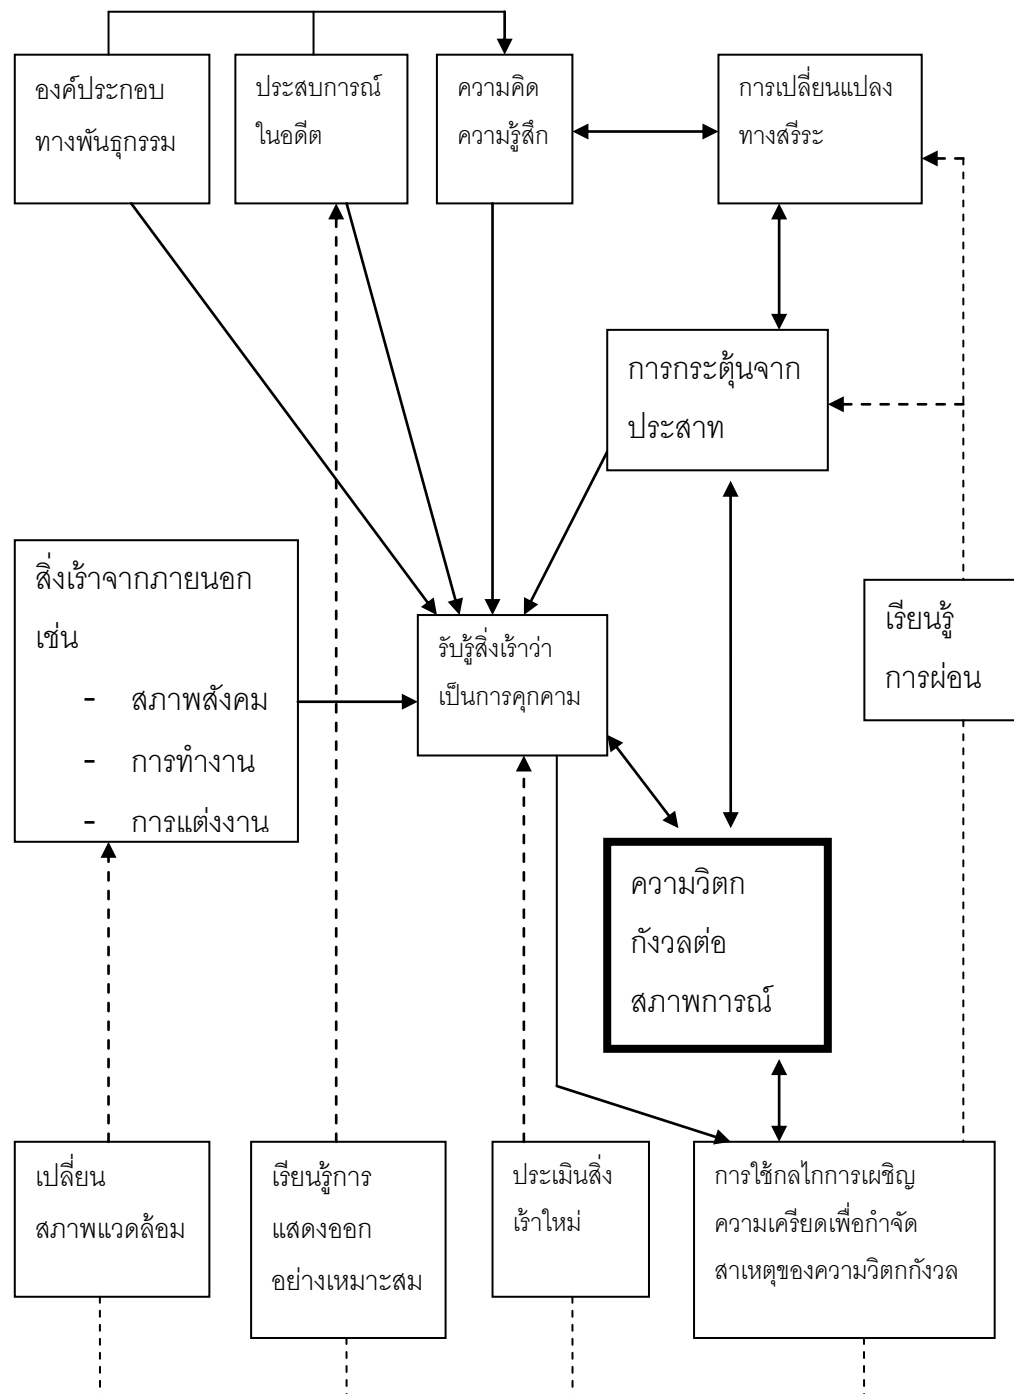 องค์ประกอบ
ทางพันธุกรรม
ประสบการณ์
ในอดีต
ความคิด
ความรู้สึก
การเปลี่ยนแปลง
ทางสรีระ
การกระตุ้นจาก
ประสาท
สิ่งเร้าจากภายนอก
เช่น
- สภาพสังคม
- การทำงาน
- การแต่งงาน
รับรู้สิ่งเร้าว่า
เป็นการคุกคาม
เรียนรู้
การผ่อน
ความวิตก
กังวลต่อ
สภาพการณ์
เปลี่ยน
สภาพแวดล้อม
เรียนรู้การ
แสดงออก
อย่างเหมาะสม
ประเมินสิ่ง
เร้าใหม่
การใช้กลไกการเผชิญ
ความเครียดเพื่อกำจัด
สาเหตุของความวิตกกังวล